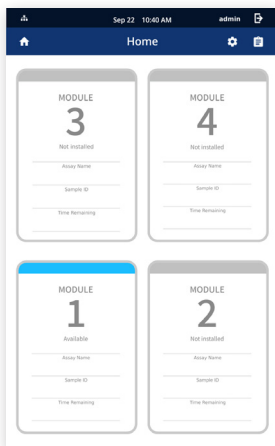 Sep 22 10:40 AM admin
Home
MODULE
3
Not installed
Assay Name
Sample ID
Time Remaining
MODULE
4
Not installed
Assay Name
Sample ID
Time Remaining
MODULE
1
Available
Assay Name
Sample ID
Time Remaining
MODULE
2
Not installed
Assay Name
Sample ID
Time Remaining